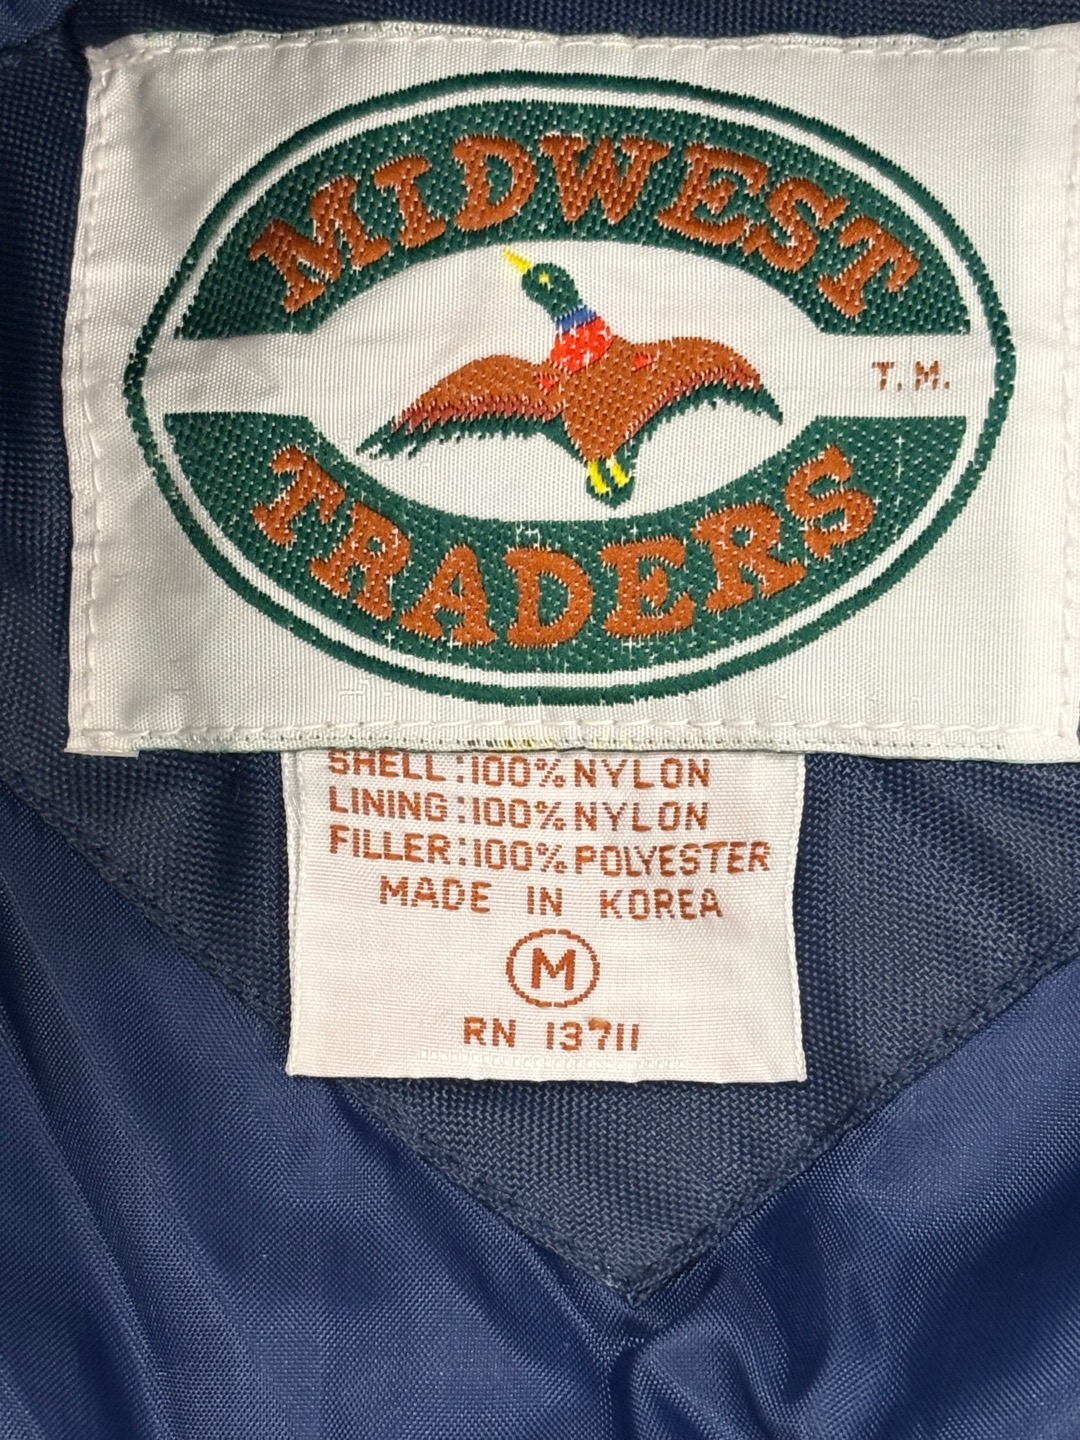 MIDWEST
T.M.
TRADERS
SHELL:100% NYLON
LINING:100% NYLON
FILLER:100% POLYESTER
MADE IN KOREA
M
RN 13711